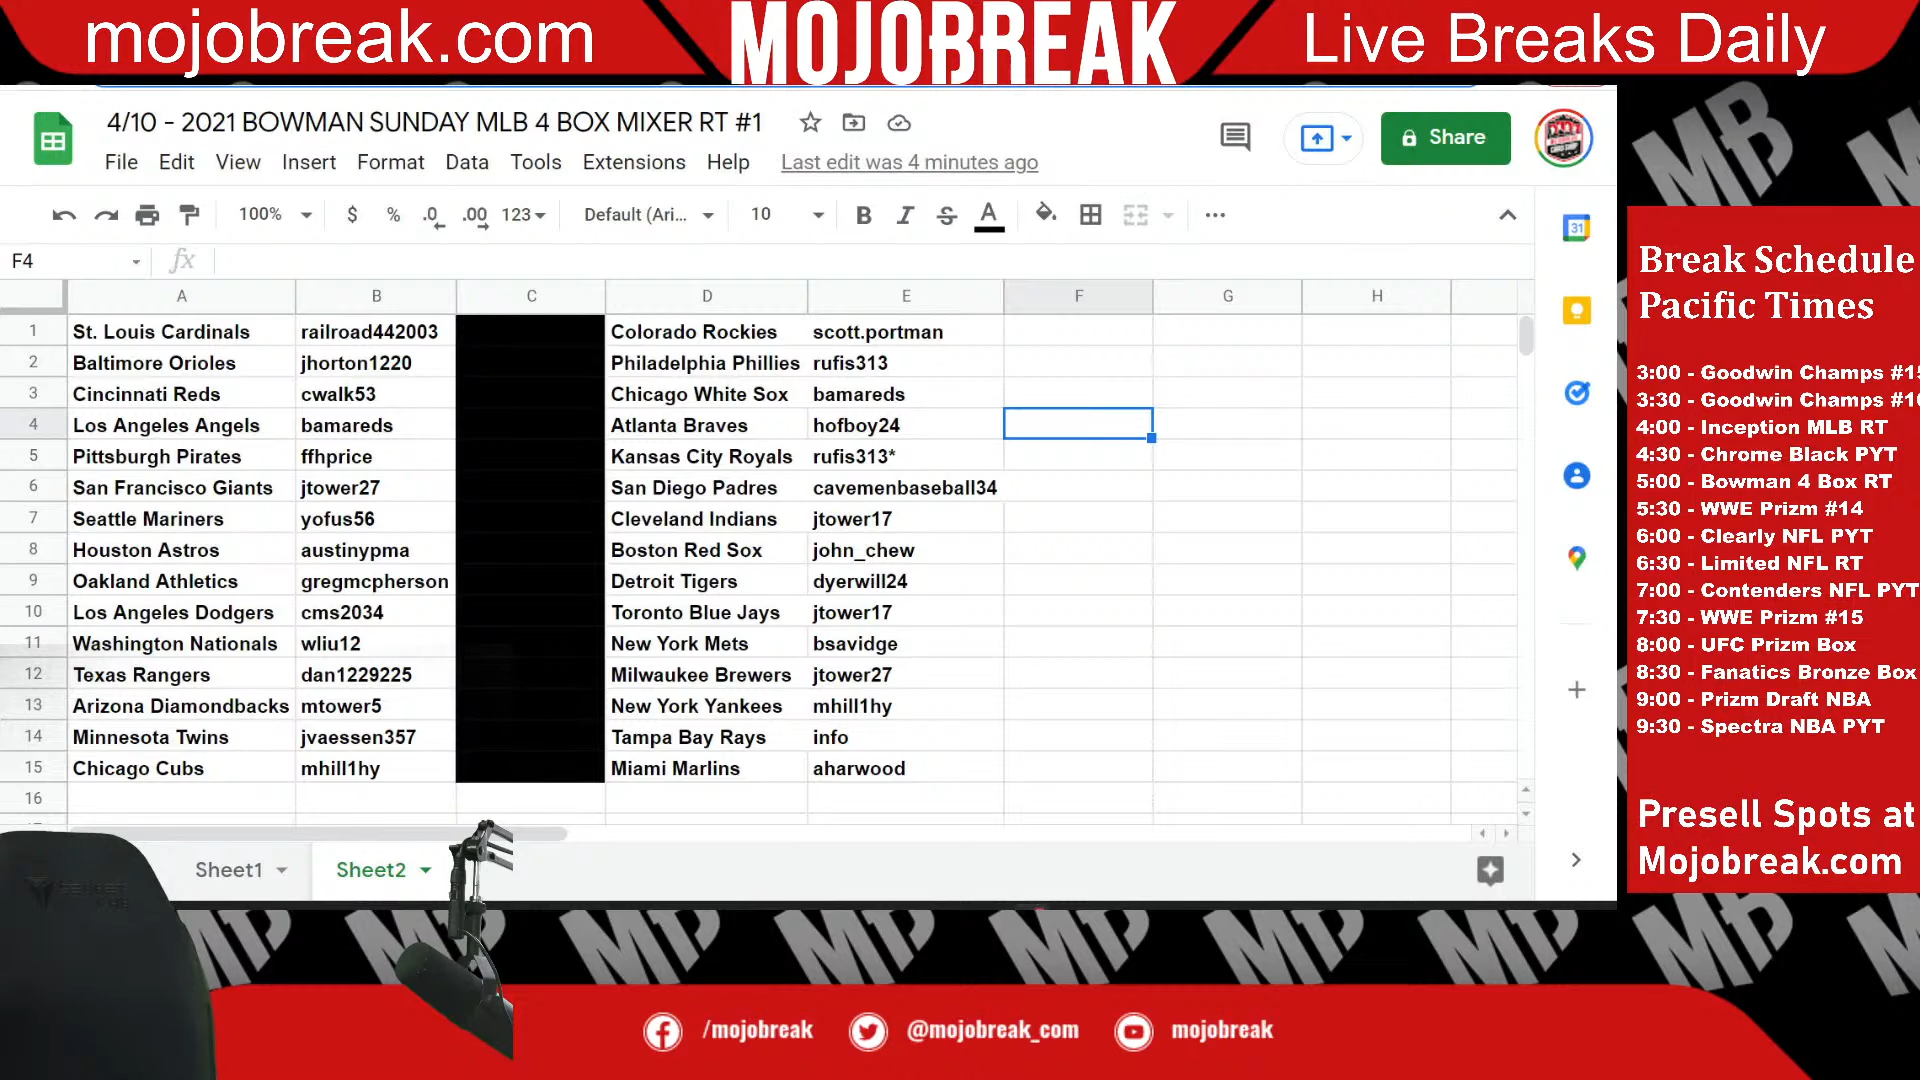 mojobreak.com
MOJOBREAK
Live Breaks Daily
4/10 - 2021 BOWMAN SUNDAY MLB 4 BOX MIXER RT #1
File Edit View Insert Format Data Tools Extensions Help Last edit was 4 minutes ago
Share
100% $ % .0 .00 123 Default (Ari... 10 B I S A
F4 fx
A B C D E F G H
1 St. Louis Cardinals railroad442003 Colorado Rockies scott.portman
2 Baltimore Orioles jhorton1220 Philadelphia Phillies rufis313
3 Cincinnati Reds cwalk53 Chicago White Sox bamareds
4 Los Angeles Angels bamareds Atlanta Braves hofboy24
5 Pittsburgh Pirates ffhprice Kansas City Royals rufis313*
6 San Francisco Giants jtower27 San Diego Padres cavemenbaseball34
7 Seattle Mariners yofus56 Cleveland Indians jtower17
8 Houston Astros austinypma Boston Red Sox john_chew
9 Oakland Athletics gregmcpherson Detroit Tigers dyerwill24
10 Los Angeles Dodgers cms2034 Toronto Blue Jays jtower17
11 Washington Nationals wliu12 New York Mets bsavidge
12 Texas Rangers dan1229225 Milwaukee Brewers jtower27
13 Arizona Diamondbacks mtower5 New York Yankees mhill1hy
14 Minnesota Twins jvaessen357 Tampa Bay Rays info
15 Chicago Cubs mhill1hy Miami Marlins aharwood
16
Sheet1 Sheet2
31
Break Schedule
Pacific Times
3:00 - Goodwin Champs #15
3:30 - Goodwin Champs #16
4:00 - Inception MLB RT
4:30 - Chrome Black PYT
5:00 - Bowman 4 Box RT
5:30 - WWE Prizm #14
6:00 - Clearly NFL PYT
6:30 - Limited NFL RT
7:00 - Contenders NFL PYT
7:30 - WWE Prizm #15
8:00 - UFC Prizm Box
8:30 - Fanatics Bronze Box
9:00 - Prizm Draft NBA
9:30 - Spectra NBA PYT
Presell Spots at
Mojobreak.com
/mojobreak @mojobreak_com mojobreak